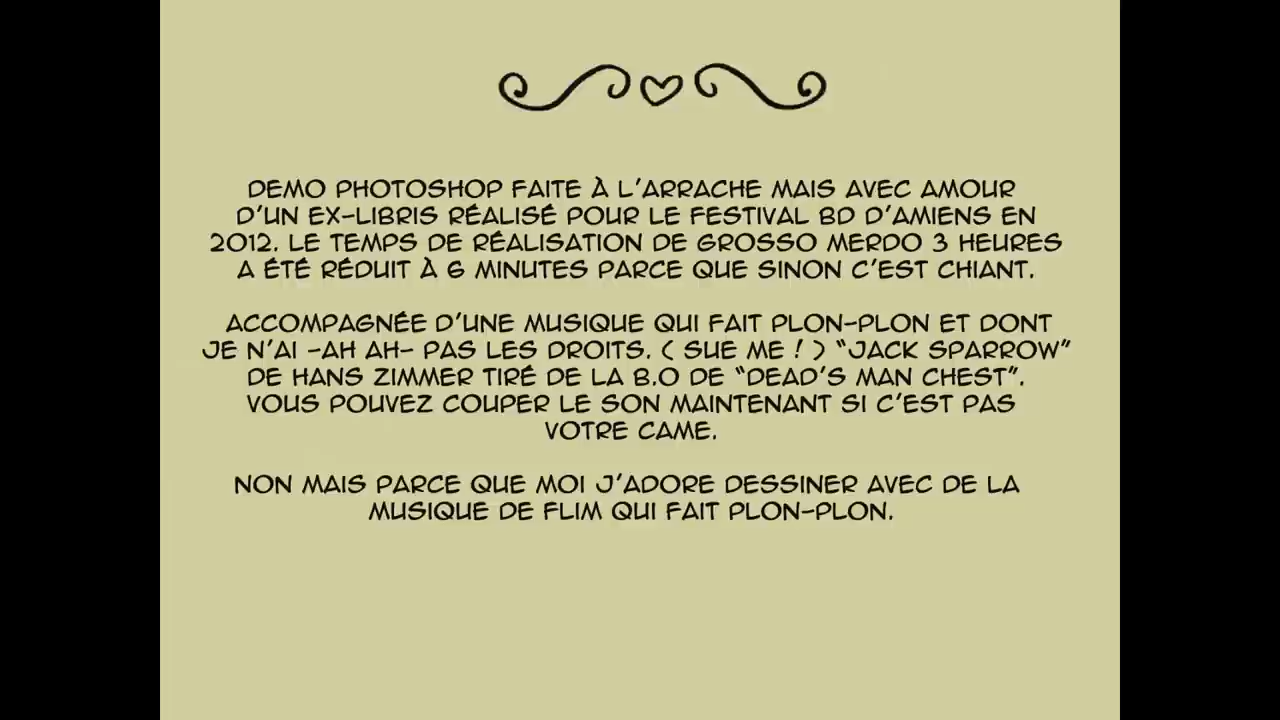 DEMO PHOTOSHOP FAITE À L'ARRACHE MAIS AVEC AMOUR
D'UN EX-LIBRIS RÉALISÉ POUR LE FESTIVAL BD D'AMIENS EN
2012. LE TEMPS DE RÉALISATION DE GROSSO MERDO 3 HEURES
A ÉTÉ RÉDUIT À 6 MINUTES PARCE QUE SINON C'EST CHIANT.
ACCOMPAGNÉE D'UNE MUSIQUE QUI FAIT PLON-PLON ET DONT
JE N'AI -AH AH- PAS LES DROITS. ( SUE ME ! ) “JACK SPARROW”
DE HANS ZIMMER TIRÉ DE LA B.O DE “DEAD'S MAN CHEST”.
VOUS POUVEZ COUPER LE SON MAINTENANT SI C'EST PAS
VOTRE CAME.
NON MAIS PARCE QUE MOI J'ADORE DESSINER AVEC DE LA
MUSIQUE DE FLIM QUI FAIT PLON-PLON.